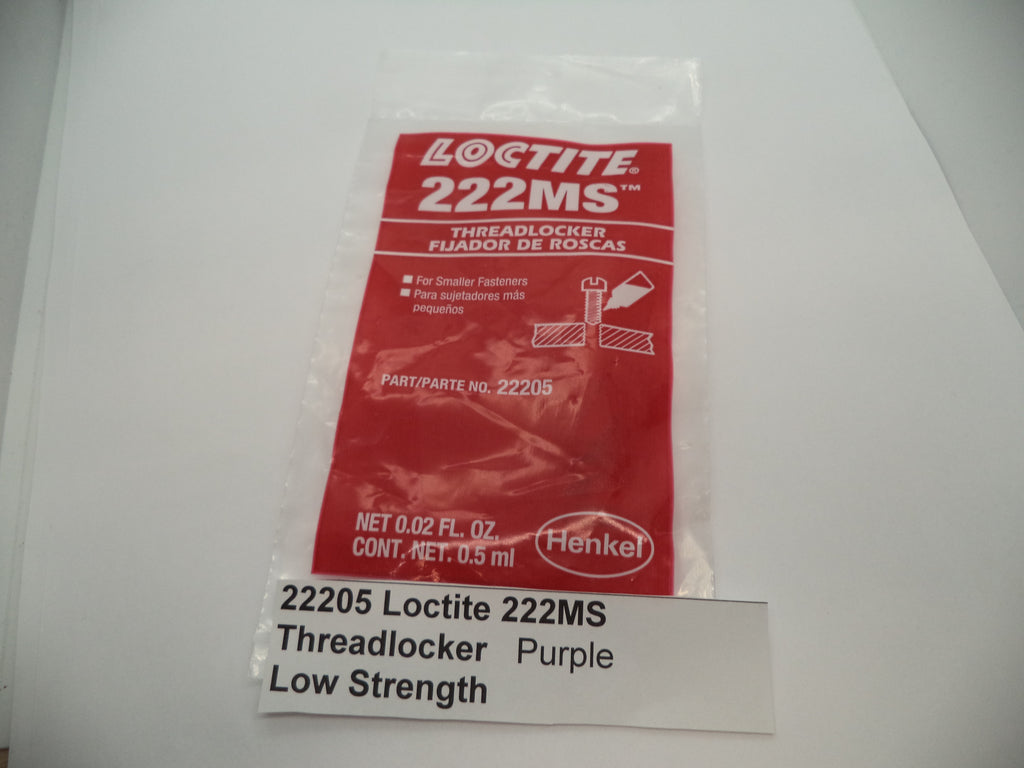 LOCTITE®
222MS™
THREADLOCKER
FIJADOR DE ROSCAS
For Smaller Fasteners
Para sujetadores más
pequeños
PART/PARTE NO. 22205
NET 0.02 FL. OZ.
CONT. NET. 0.5 ml
Henkel
22205 Loctite 222MS
Threadlocker Purple
Low Strength